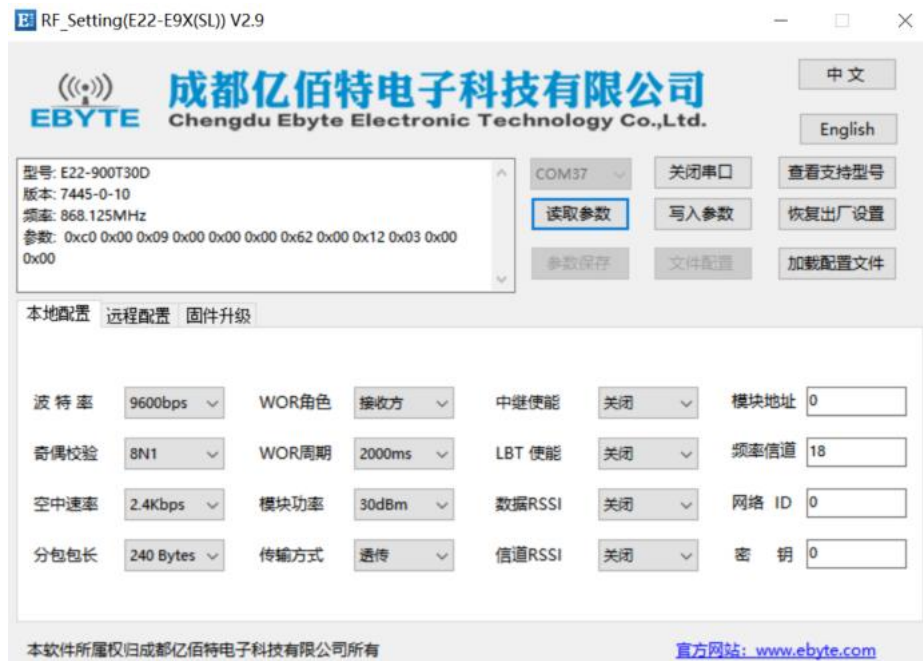 RF_Setting(E22-E9X(SL)) V2.9
EBYTE
成都亿佰特电子科技有限公司
Chengdu Ebyte Electronic Technology Co.,Ltd.
中文
English
型号: E22-900T30D
版本: 7445-0-10
频率: 868.125MHz
参数: 0xc0 0x00 0x09 0x00 0x00 0x00 0x62 0x00 0x12 0x03 0x00
0x00
COM37 关闭串口 查看支持型号
读取参数 写入参数 恢复出厂设置
参数保存 文件配置 加载配置文件
本地配置 远程配置 固件升级
波特率 9600bps WOR角色 接收方 中继使能 关闭 模块地址 0
奇偶校验 8N1 WOR周期 2000ms LBT 使能 关闭 频率信道 18
空中速率 2.4Kbps 模块功率 30dBm 数据RSSI 关闭 网络 ID 0
分包包长 240 Bytes 传输方式 透传 信道RSSI 关闭 密 钥 0
本软件所属权归成都亿佰特电子科技有限公司所有 官方网站：www.ebyte.com